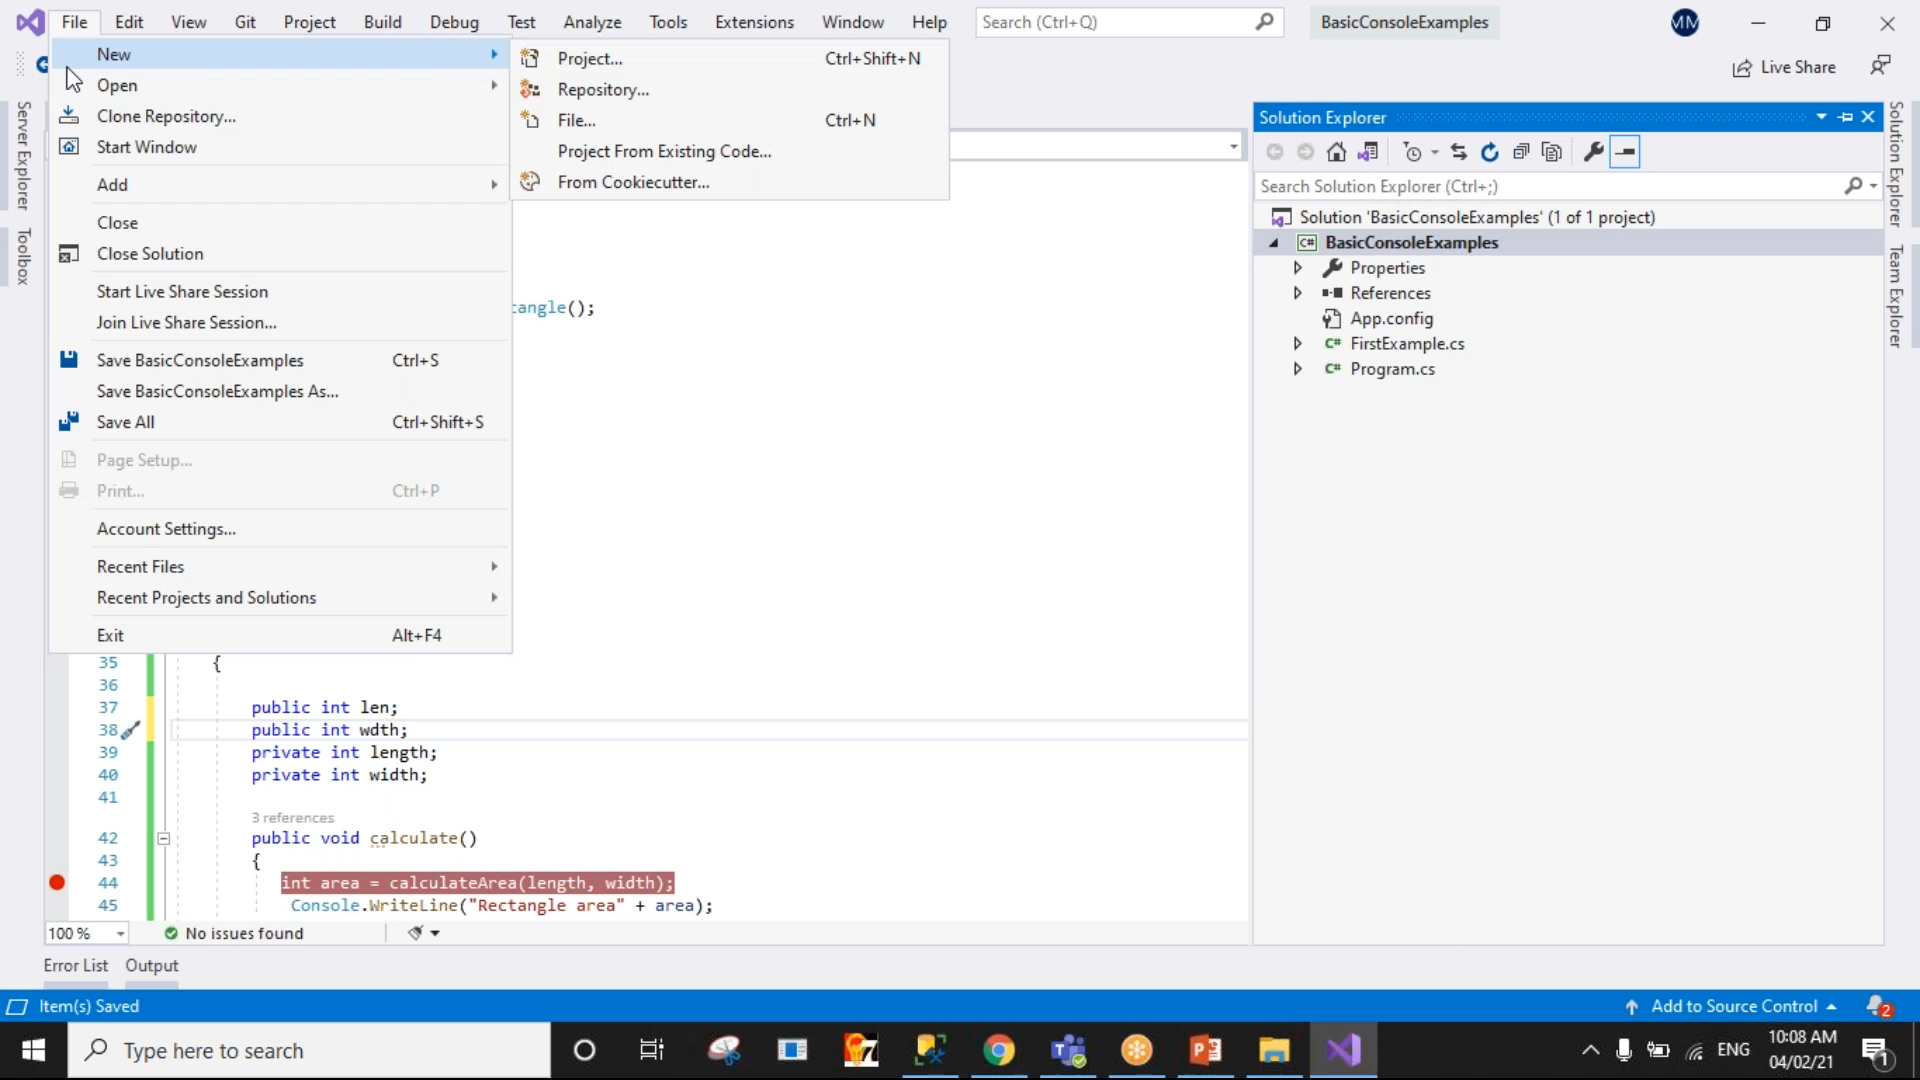 File Edit View Git Project Build Debug Test Analyze Tools Extensions Window Help Search (Ctrl+Q) BasicConsoleExamples MM
Live Share
New
Open
Clone Repository...
Start Window
Add
Close
Close Solution
Start Live Share Session
Join Live Share Session...
Save BasicConsoleExamples Ctrl+S
Save BasicConsoleExamples As...
Save All Ctrl+Shift+S
Page Setup...
Print... Ctrl+P
Account Settings...
Recent Files
Recent Projects and Solutions
Exit Alt+F4
Project... Ctrl+Shift+N
Repository...
File... Ctrl+N
Project From Existing Code...
From Cookiecutter...
Server Explorer
Toolbox
tangle();
35 {
36
37 public int len;
38 public int wdth;
39 private int length;
40 private int width;
41
3 references
42 public void calculate()
43 {
44 int area = calculateArea(length, width);
45 Console.WriteLine("Rectangle area" + area);
100 % No issues found
Error List Output
Solution Explorer
Search Solution Explorer (Ctrl+;)
Solution 'BasicConsoleExamples' (1 of 1 project)
C# BasicConsoleExamples
Properties
References
App.config
C# FirstExample.cs
C# Program.cs
Solution Explorer
Team Explorer
Item(s) Saved Add to Source Control 2
Type here to search
ENG
10:08 AM
04/02/21
1